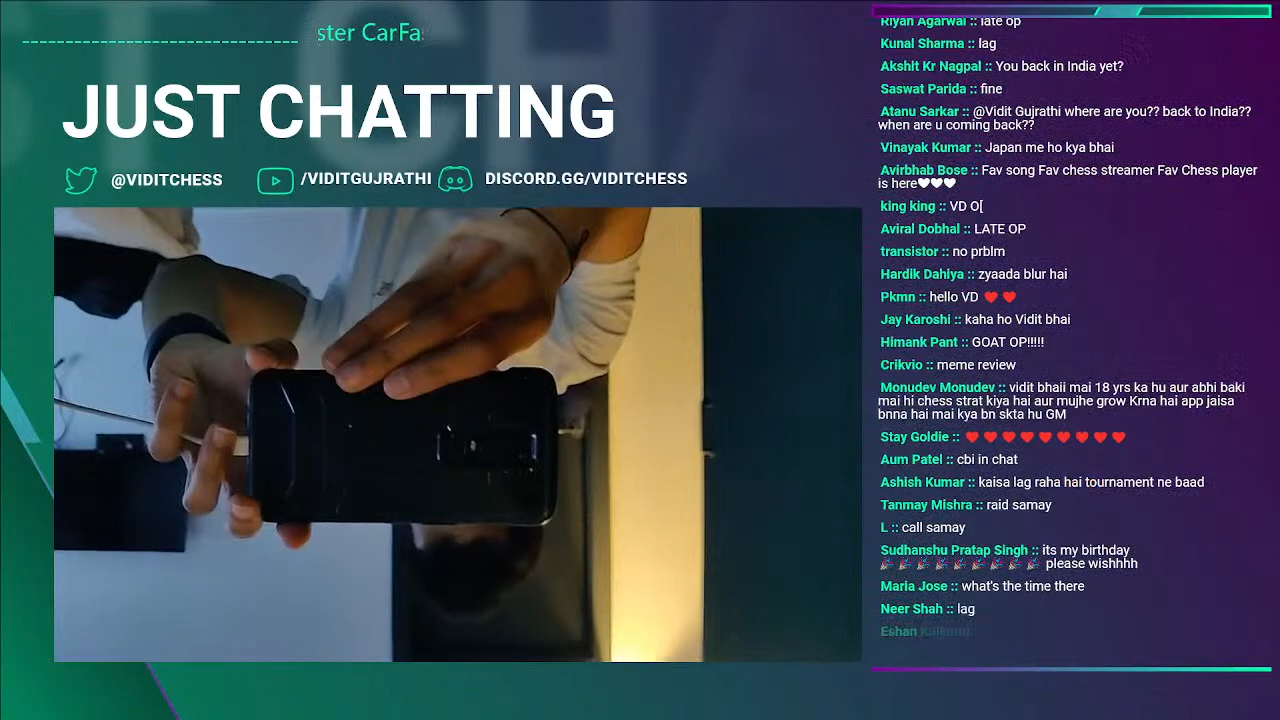 ster CarFas
JUST CHATTING
@VIDITCHESS /VIDITGUJRATHI DISCORD.GG/VIDITCHESS
Riyan Agarwal :: late op
Kunal Sharma :: lag
Akshit Kr Nagpal :: You back in India yet?
Saswat Parida :: fine
Atanu Sarkar :: @Vidit Gujrathi where are you?? back to India??
when are u coming back??
Vinayak Kumar :: Japan me ho kya bhai
Avirbhab Bose :: Fav song Fav chess streamer Fav Chess player
is here🤍🤍🤍
king king :: VD O[
Aviral Dobhal :: LATE OP
transistor :: no prblm
Hardik Dahiya :: zyaada blur hai
Pkmn :: hello VD ♥️ ♥️
Jay Karoshi :: kaha ho Vidit bhai
Himank Pant :: GOAT OP!!!!!
Crikvio :: meme review
Monudev Monudev :: vidit bhaii mai 18 yrs ka hu aur abhi baki
mai hi chess strat kiya hai aur mujhe grow Krna hai app jaisa
bnna hai mai kya bn skta hu GM
Stay Goldie :: ♥️ ♥️ ♥️ ♥️ ♥️ ♥️ ♥️ ♥️ ♥️
Aum Patel :: cbi in chat
Ashish Kumar :: kaisa lag raha hai tournament ne baad
Tanmay Mishra :: raid samay
L :: call samay
Sudhanshu Pratap Singh :: its my birthday
🎉 🎉 🎉 🎉 🎉 🎉 🎉 🎉 🎉 please wishhhh
Maria Jose :: what's the time there
Neer Shah :: lag
Eshan